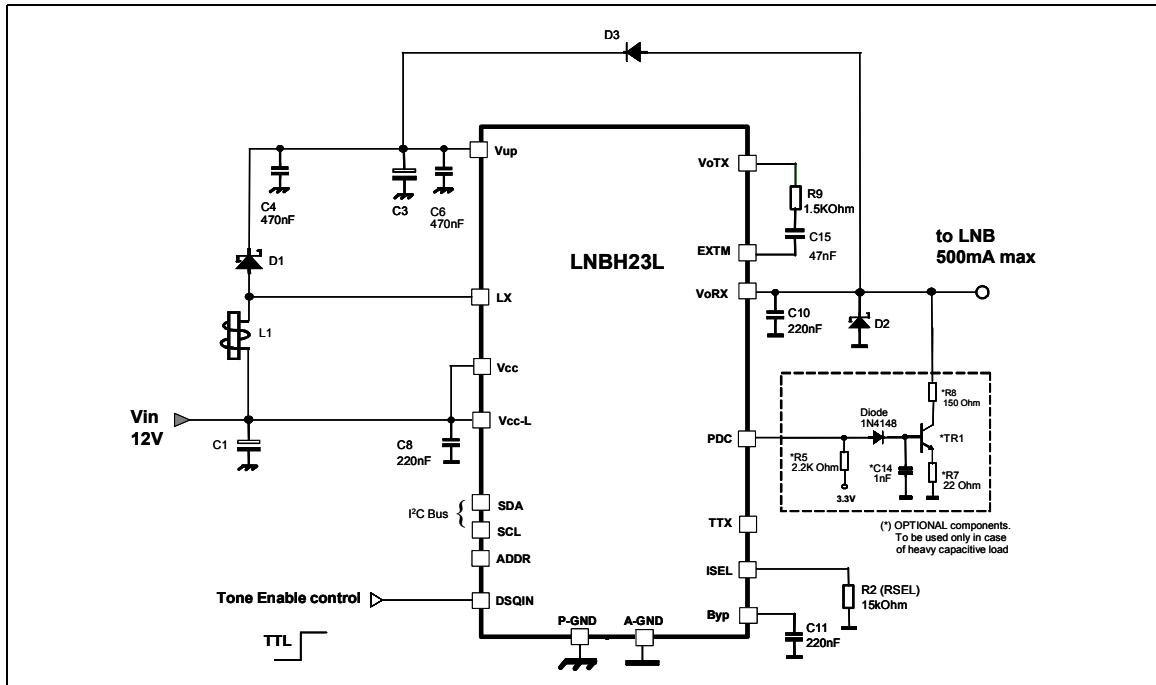 D3
Vup
C4
470nF
C3
C6
470nF
VoTX
R9
1.5KOhm
C15
47nF
EXTM
LNBH23L
to LNB
500mA max
D1
LX
VoRX
C10
220nF
D2
L1
Vcc
Vin
12V
Vcc-L
C1
C8
220nF
*R8
150 Ohm
Diode
1N4148
PDC
*TR1
*R5
2.2K Ohm
*C14
1nF
*R7
22 Ohm
3.3V
I²C Bus
{
SDA
SCL
TTX
(*) OPTIONAL components.
To be used only in case
of heavy capacitive load
ADDR
ISEL
R2 (RSEL)
15kOhm
Tone Enable control
DSQIN
Byp
C11
220nF
P-GND
A-GND
TTL